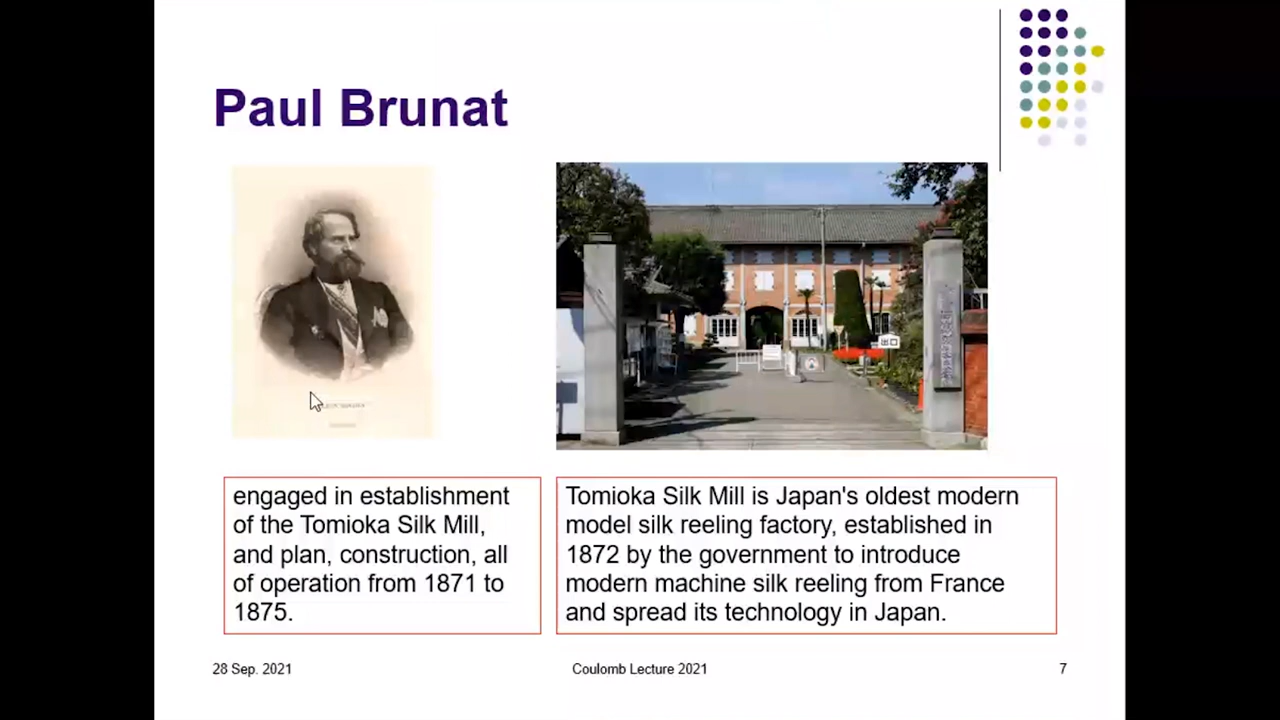 Paul Brunat
engaged in establishment
of the Tomioka Silk Mill,
and plan, construction, all
of operation from 1871 to
1875.
出口
Tomioka Silk Mill is Japan's oldest modern
model silk reeling factory, established in
1872 by the government to introduce
modern machine silk reeling from France
and spread its technology in Japan.
28 Sep. 2021
Coulomb Lecture 2021
7